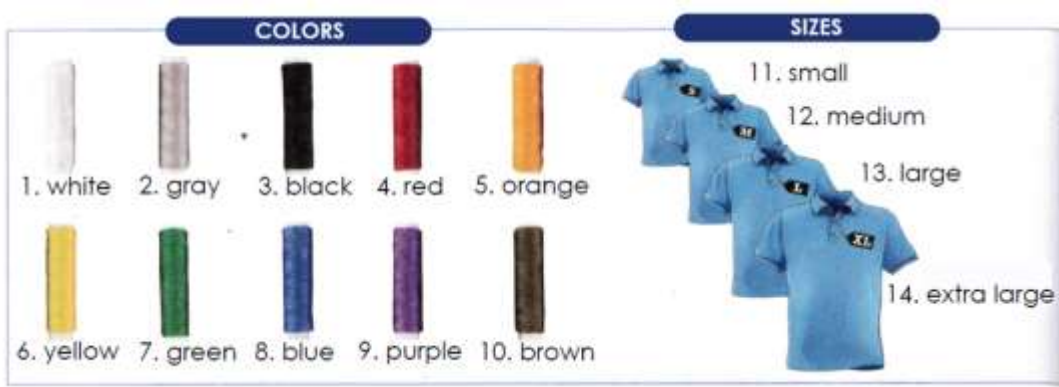 COLORS
1. white 2. gray 3. black 4. red 5. orange
6. yellow 7. green 8. blue 9. purple 10. brown
SIZES
S
11. small
M
12. medium
L
13. large
XL
14. extra large